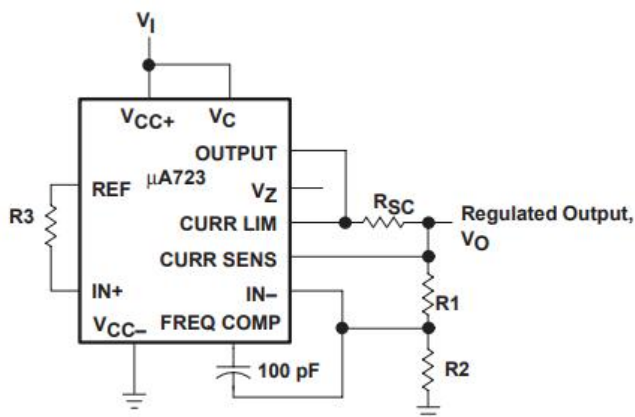 VI
VCC+
VC
OUTPUT
REF
μA723
VZ
RSC
Regulated Output,
VO
R3
CURR LIM
CURR SENS
IN+
IN–
R1
VCC–
FREQ COMP
100 pF
R2